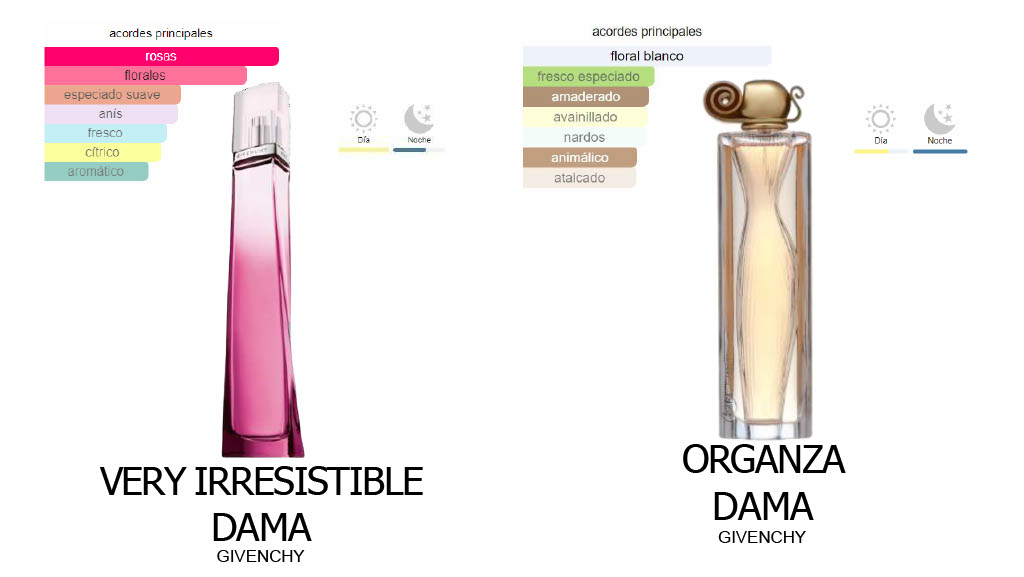 acordes principales
rosas
florales
especiado suave
anís
fresco
cítrico
aromático
Día
Noche
GIVENCHY
VERY IRRESISTIBLE
DAMA
GIVENCHY
acordes principales
floral blanco
fresco especiado
amaderado
avainillado
nardos
animálico
atalcado
Día
Noche
ORGANZA
DAMA
GIVENCHY